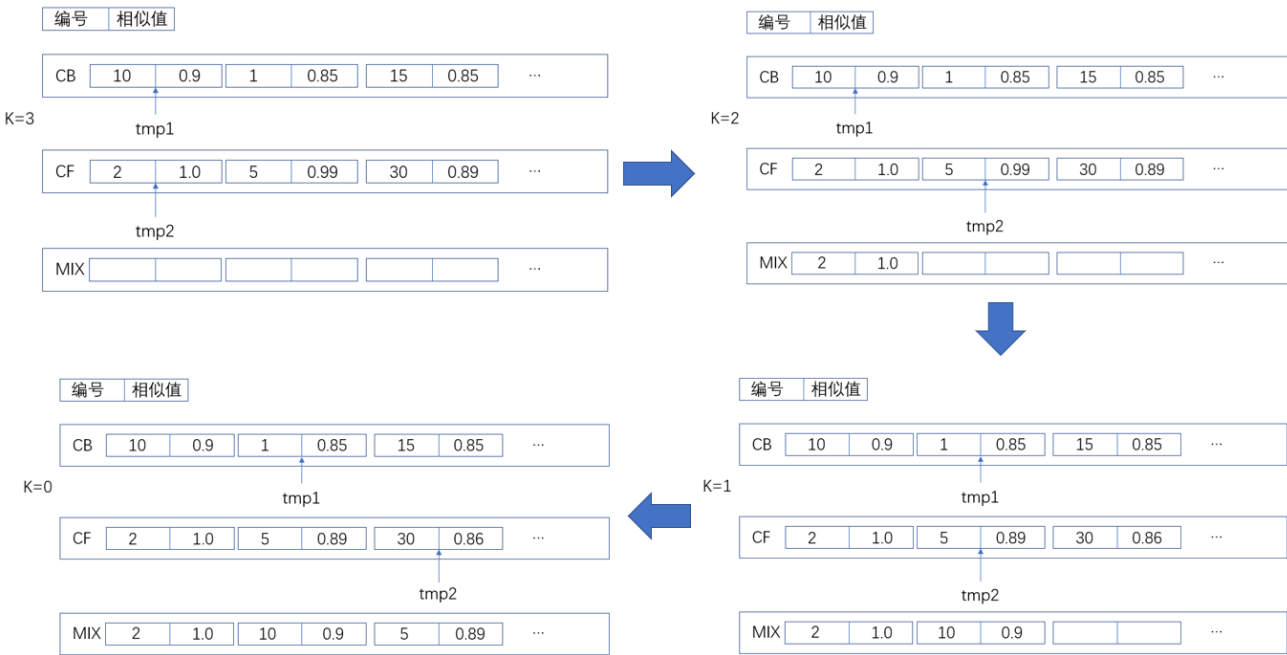 编号 相似值
CB 10 0.9 1 0.85 15 0.85 ...
K=3
tmp1
CF 2 1.0 5 0.99 30 0.89 ...
tmp2
MIX ...
编号 相似值
CB 10 0.9 1 0.85 15 0.85 ...
K=2
tmp1
CF 2 1.0 5 0.99 30 0.89 ...
tmp2
MIX 2 1.0 ...
编号 相似值
CB 10 0.9 1 0.85 15 0.85 ...
K=1
tmp1
CF 2 1.0 5 0.89 30 0.86 ...
tmp2
MIX 2 1.0 10 0.9 ...
编号 相似值
CB 10 0.9 1 0.85 15 0.85 ...
K=0
tmp1
CF 2 1.0 5 0.89 30 0.86 ...
tmp2
MIX 2 1.0 10 0.9 5 0.89 ...